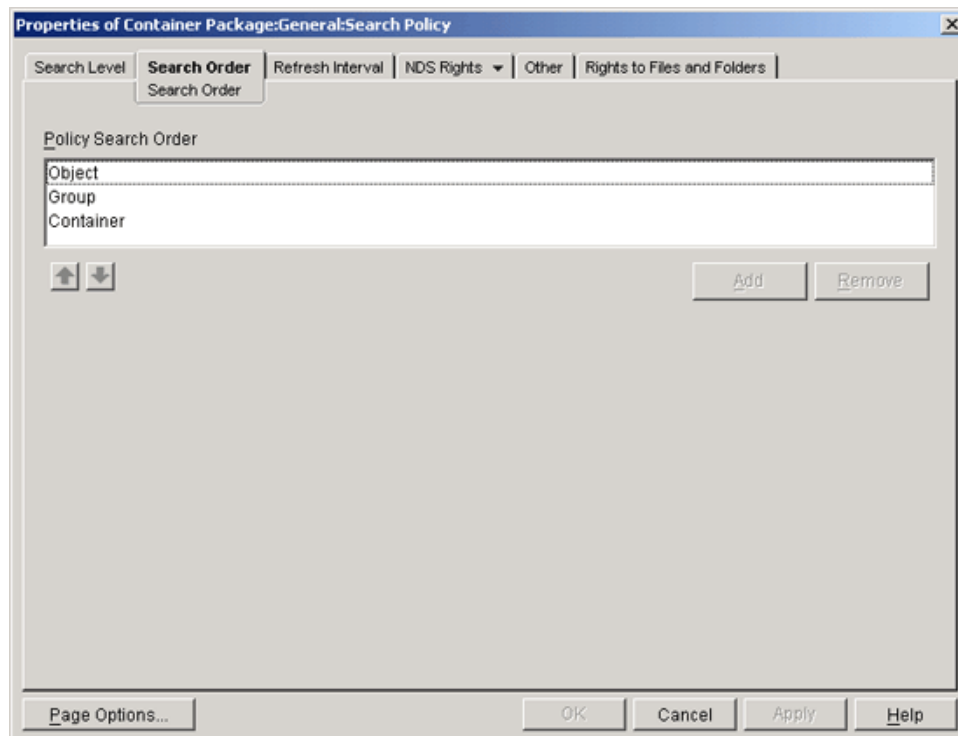 Properties of Container Package:General:Search Policy
Search Level Search Order Refresh Interval NDS Rights Other Rights to Files and Folders
Search Order
Policy Search Order
Object
Group
Container
Add Remove
Page Options... OK Cancel Apply Help